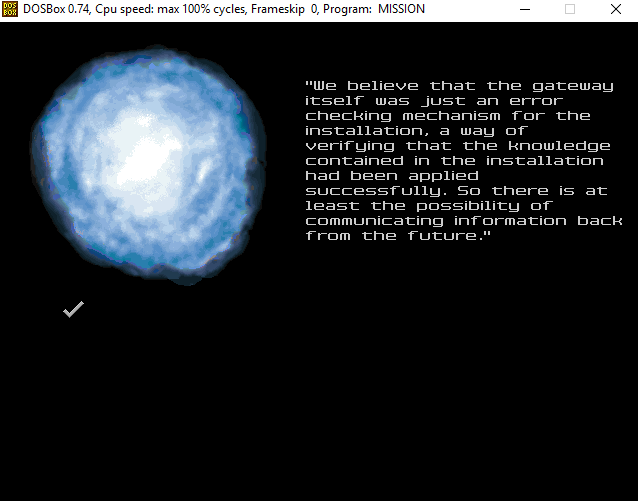 DOS BOX
DOSBox 0.74, Cpu speed: max 100% cycles, Frameskip 0, Program: MISSION
"We believe that the gateway
itself was just an error
checking mechanism for the
installation, a way of
verifying that the knowledge
contained in the installation
had been applied
successfully. So there is at
least the possibility of
communicating information back
from the future."